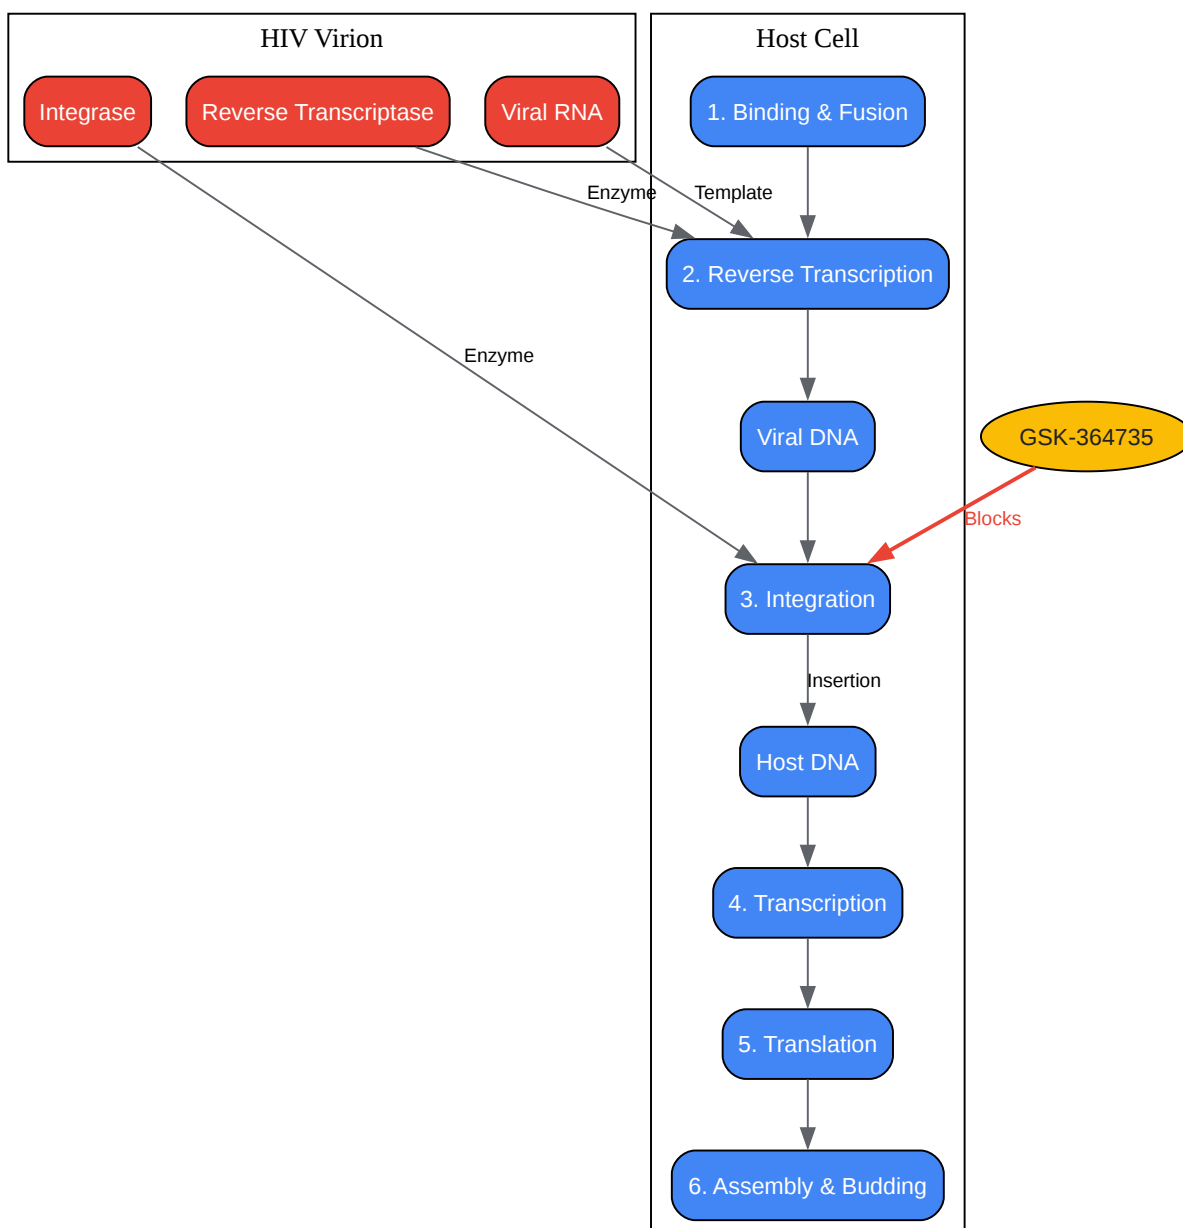 HIV Virion
Host Cell
Integrase
Reverse Transcriptase
Viral RNA
1. Binding & Fusion
Enzyme
Template
2. Reverse Transcription
Enzyme
Viral DNA
GSK-364735
Blocks
3. Integration
Insertion
Host DNA
4. Transcription
5. Translation
6. Assembly & Budding